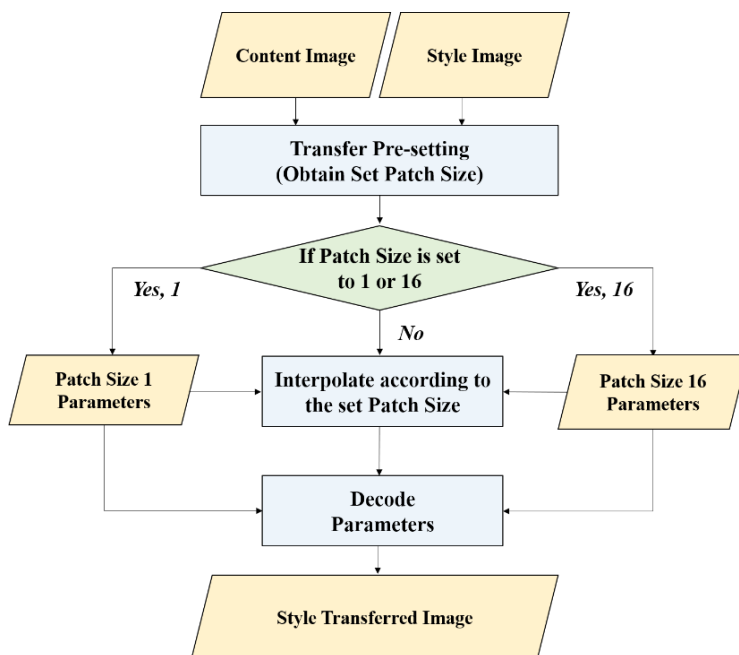 Content Image
Style Image
Transfer Pre-setting
(Obtain Set Patch Size)
If Patch Size is set
to 1 or 16
Yes, 1
Yes, 16
No
Patch Size 1
Parameters
Interpolate according to
the set Patch Size
Patch Size 16
Parameters
Decode
Parameters
Style Transferred Image